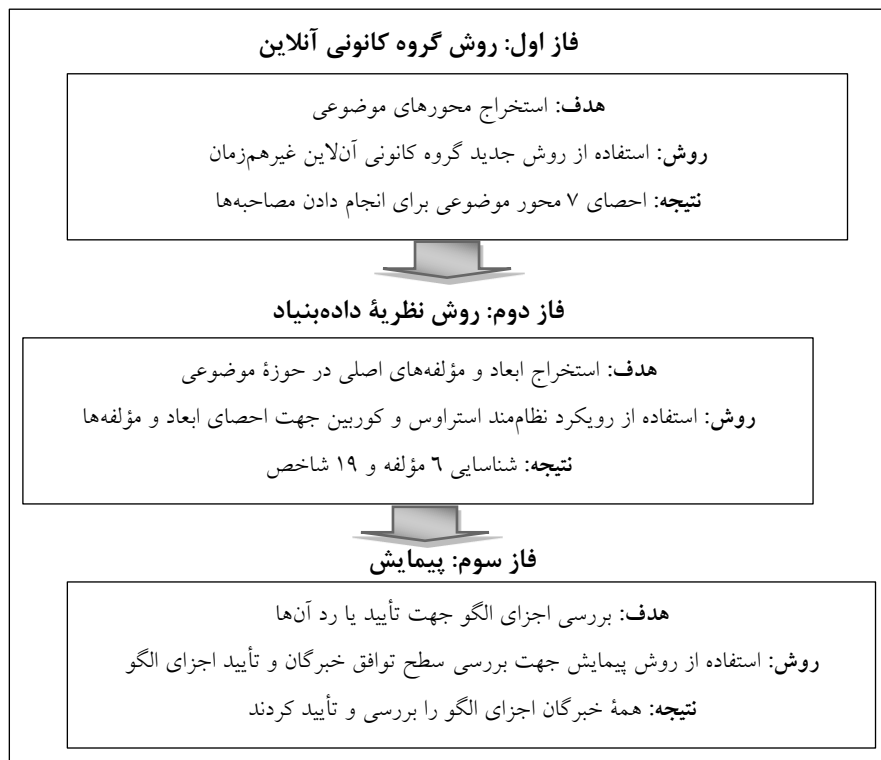 فاز اول: روش گروه کانونی آنلاین
هدف: استخراج محورهای موضوعی
روش: استفاده از روش جدید گروه کانونی آن‌لاین غیرهم‌زمان
نتیجه: احصای ۷ محور موضوعی برای انجام دادن مصاحبه‌ها
فاز دوم: روش نظریۀ داده‌بنیاد
هدف: استخراج ابعاد و مؤلفه‌های اصلی در حوزۀ موضوعی
روش: استفاده از رویکرد نظام‌مند استراوس و کوربین جهت احصای ابعاد و مؤلفه‌ها
نتیجه: شناسایی ٦ مؤلفه و ۱۹ شاخص
فاز سوم: پیمایش
هدف: بررسی اجزای الگو جهت تأیید یا رد آن‌ها
روش: استفاده از روش پیمایش جهت بررسی سطح توافق خبرگان و تأیید اجزای الگو
نتیجه: همۀ خبرگان اجزای الگو را بررسی و تأیید کردند